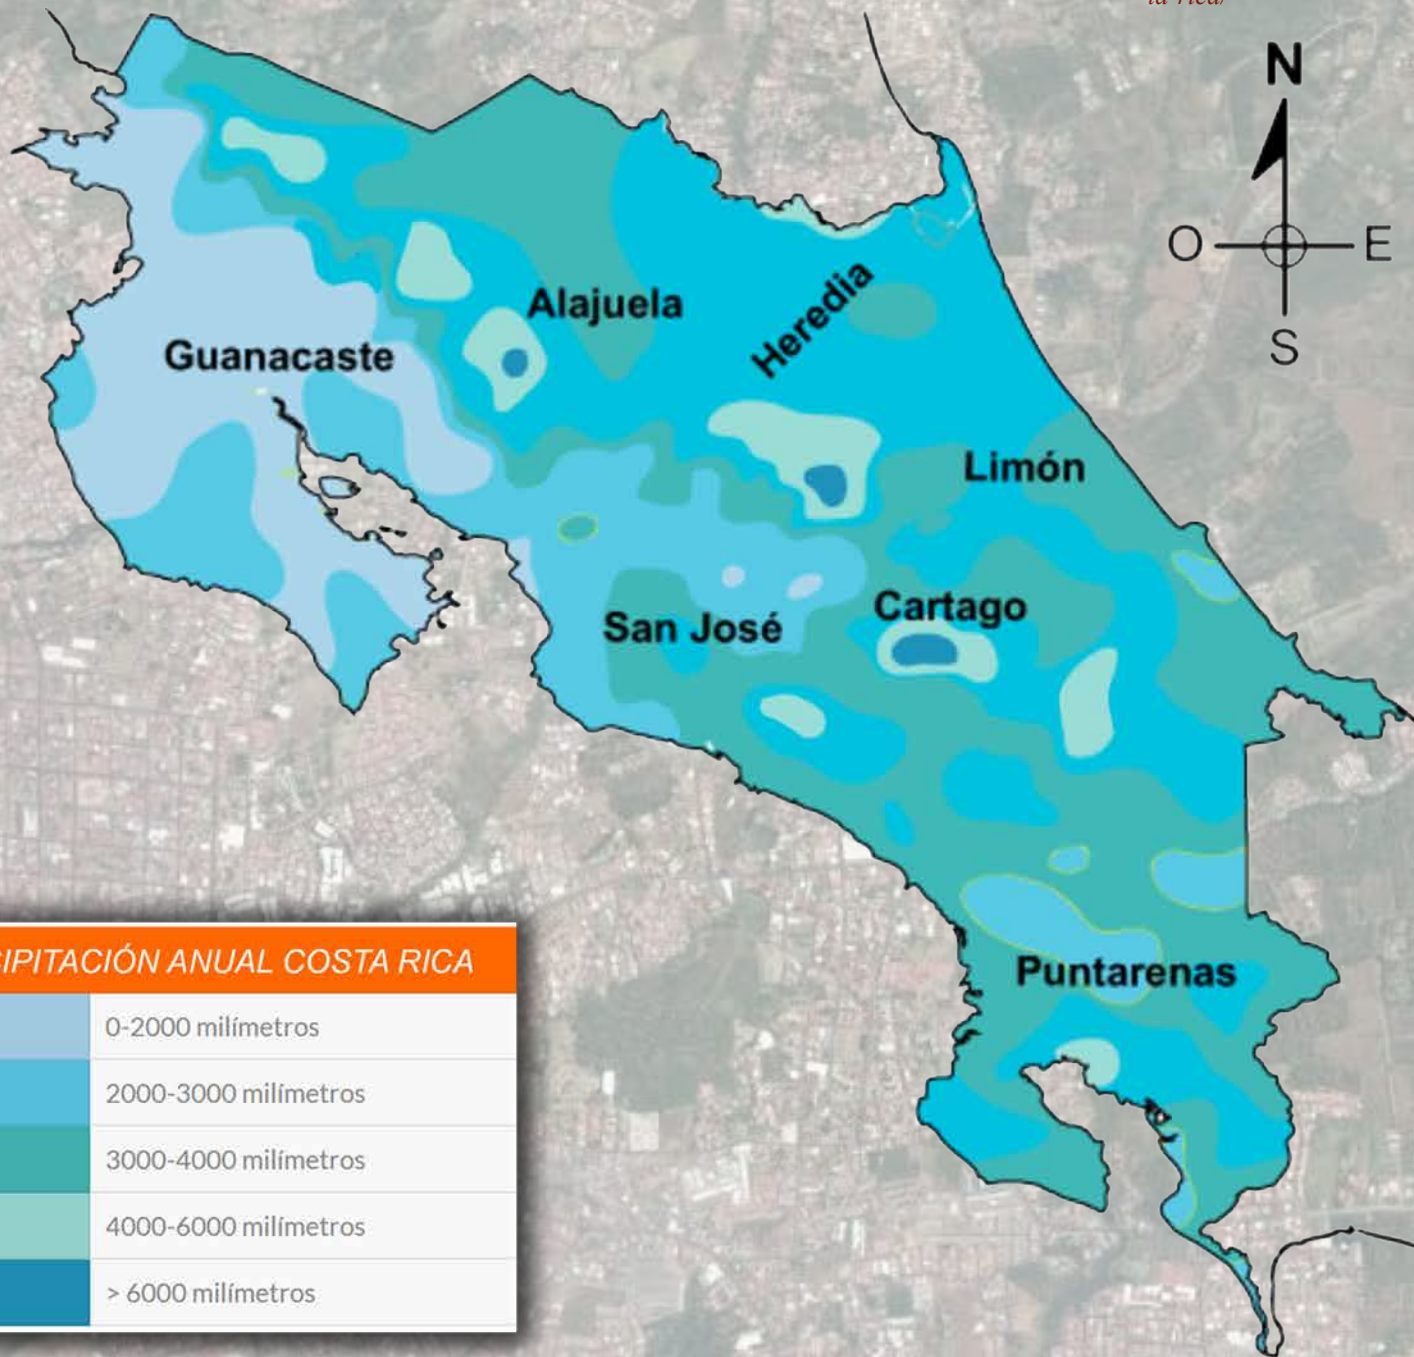 N
O
E
S
Alajuela
Heredia
Guanacaste
Limón
Cartago
San José
Puntarenas
CIPITACIÓN ANUAL COSTA RICA
0-2000 milímetros
2000-3000 milímetros
3000-4000 milímetros
4000-6000 milímetros
> 6000 milímetros